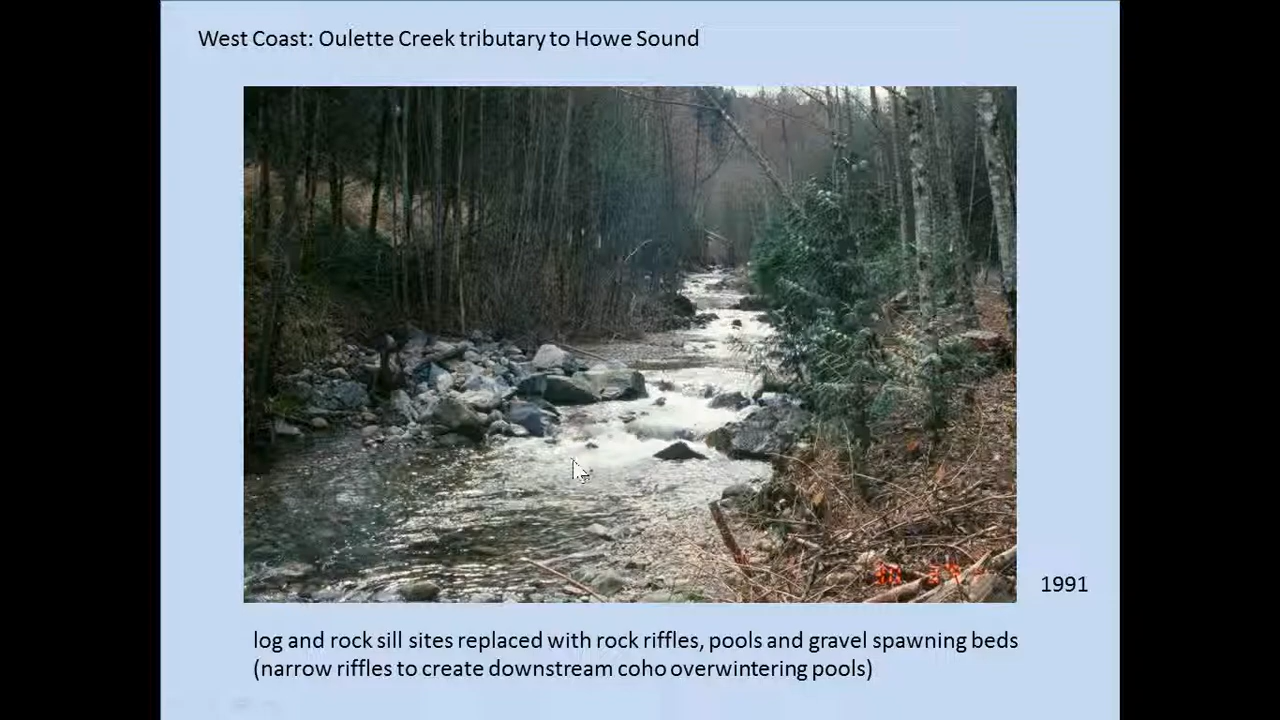 West Coast: Oulette Creek tributary to Howe Sound
1991
log and rock sill sites replaced with rock riffles, pools and gravel spawning beds
(narrow riffles to create downstream coho overwintering pools)